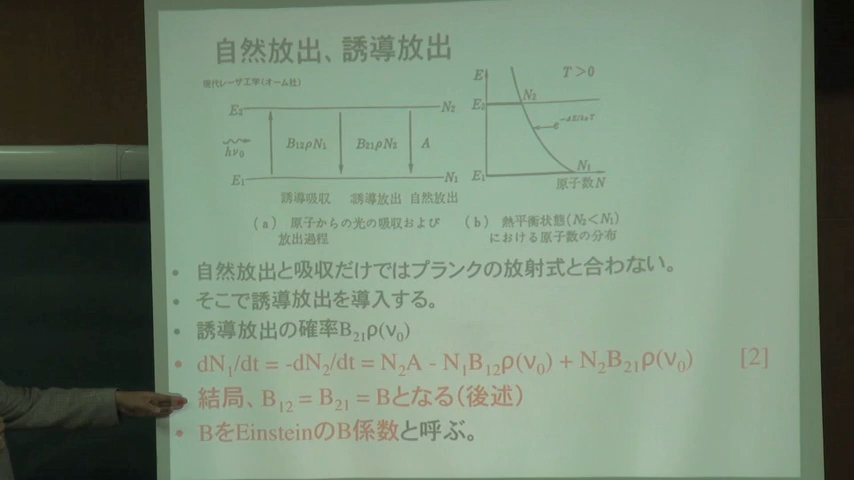 自然放出、誘導放出
現代レーザ工学(オーム社)
E₂ N₂
hν₀ B₁₂ρN₁ B₂₁ρN₂ A
E₁ N₁
誘導吸収 誘導放出 自然放出
(a) 原子からの光の吸収および
放出過程
E T>0
E₂ N₂
e^{-ΔE/k₀T}
N₁
E₁ 原子数N
(b) 熱平衡状態(N₂<N₁)
における原子数の分布
• 自然放出と吸収だけではプランクの放射式と合わない。
• そこで誘導放出を導入する。
• 誘導放出の確率B₂₁ρ(ν₀)
• dN₁/dt = -dN₂/dt = N₂A - N₁B₁₂ρ(ν₀) + N₂B₂₁ρ(ν₀) [2]
• 結局、B₁₂ = B₂₁ = Bとなる(後述)
• BをEinsteinのB係数と呼ぶ。